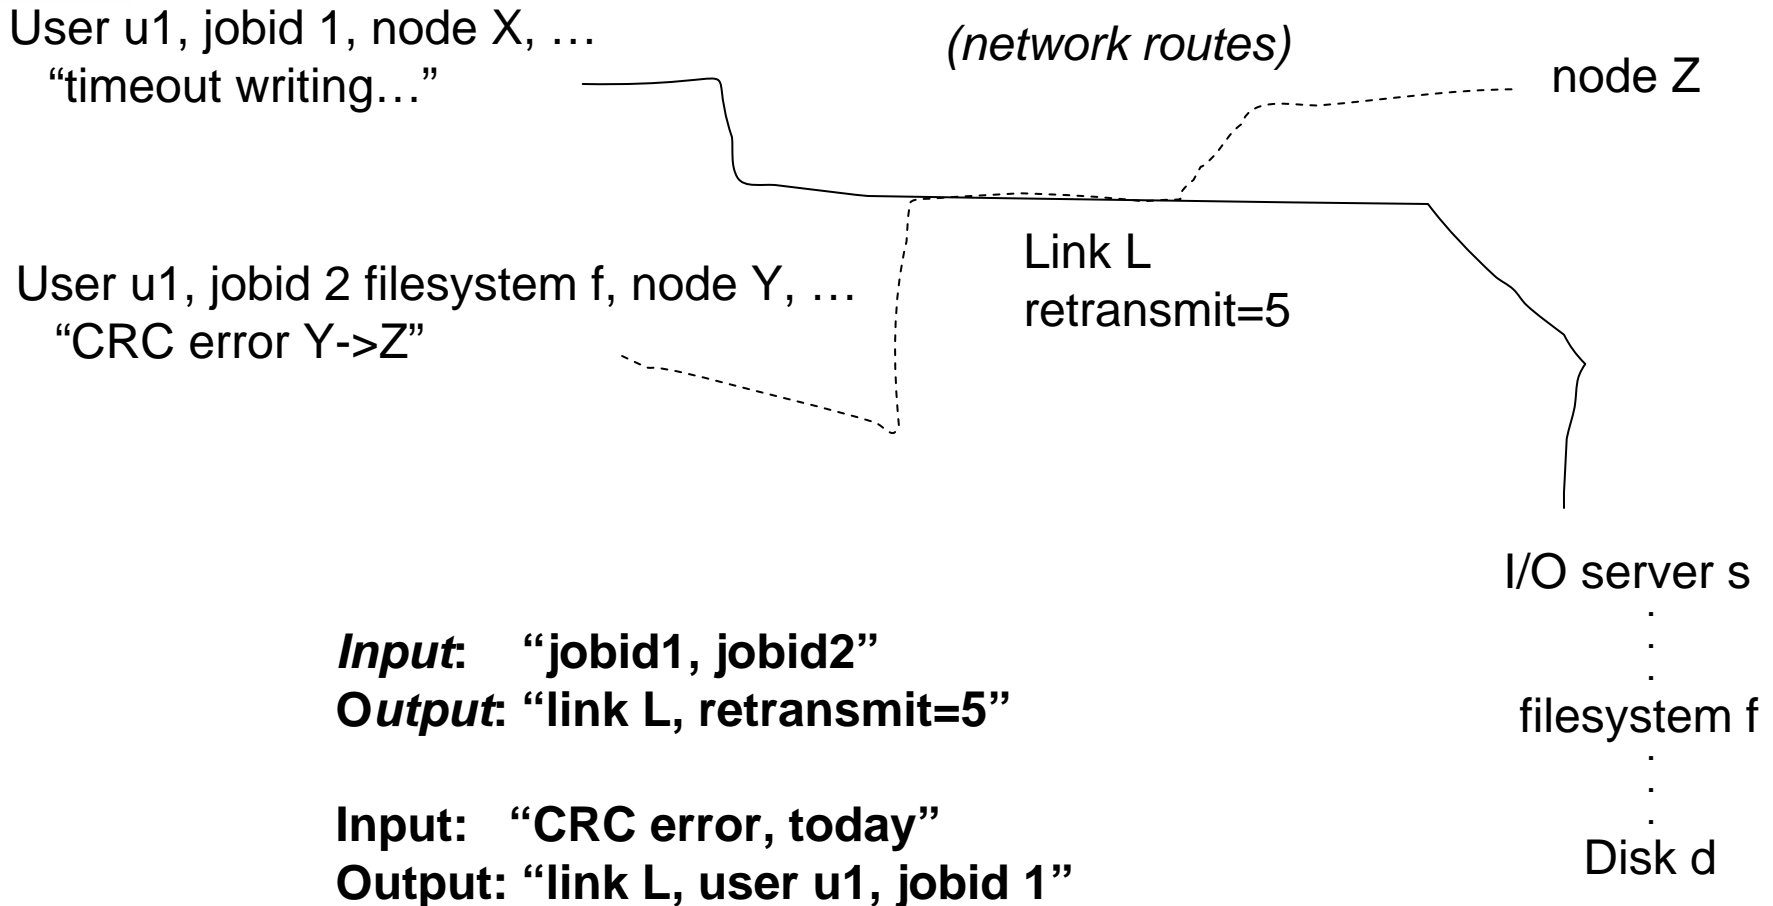 User u1, jobid 1, node X, …
“timeout writing…”
(network routes)
node Z
User u1, jobid 2 filesystem f, node Y, …
“CRC error Y->Z”
Link L
retransmit=5
I/O server s
.
.
.
filesystem f
.
.
.
Disk d
Input: “jobid1, jobid2”
Output: “link L, retransmit=5”
Input: “CRC error, today”
Output: “link L, user u1, jobid 1”